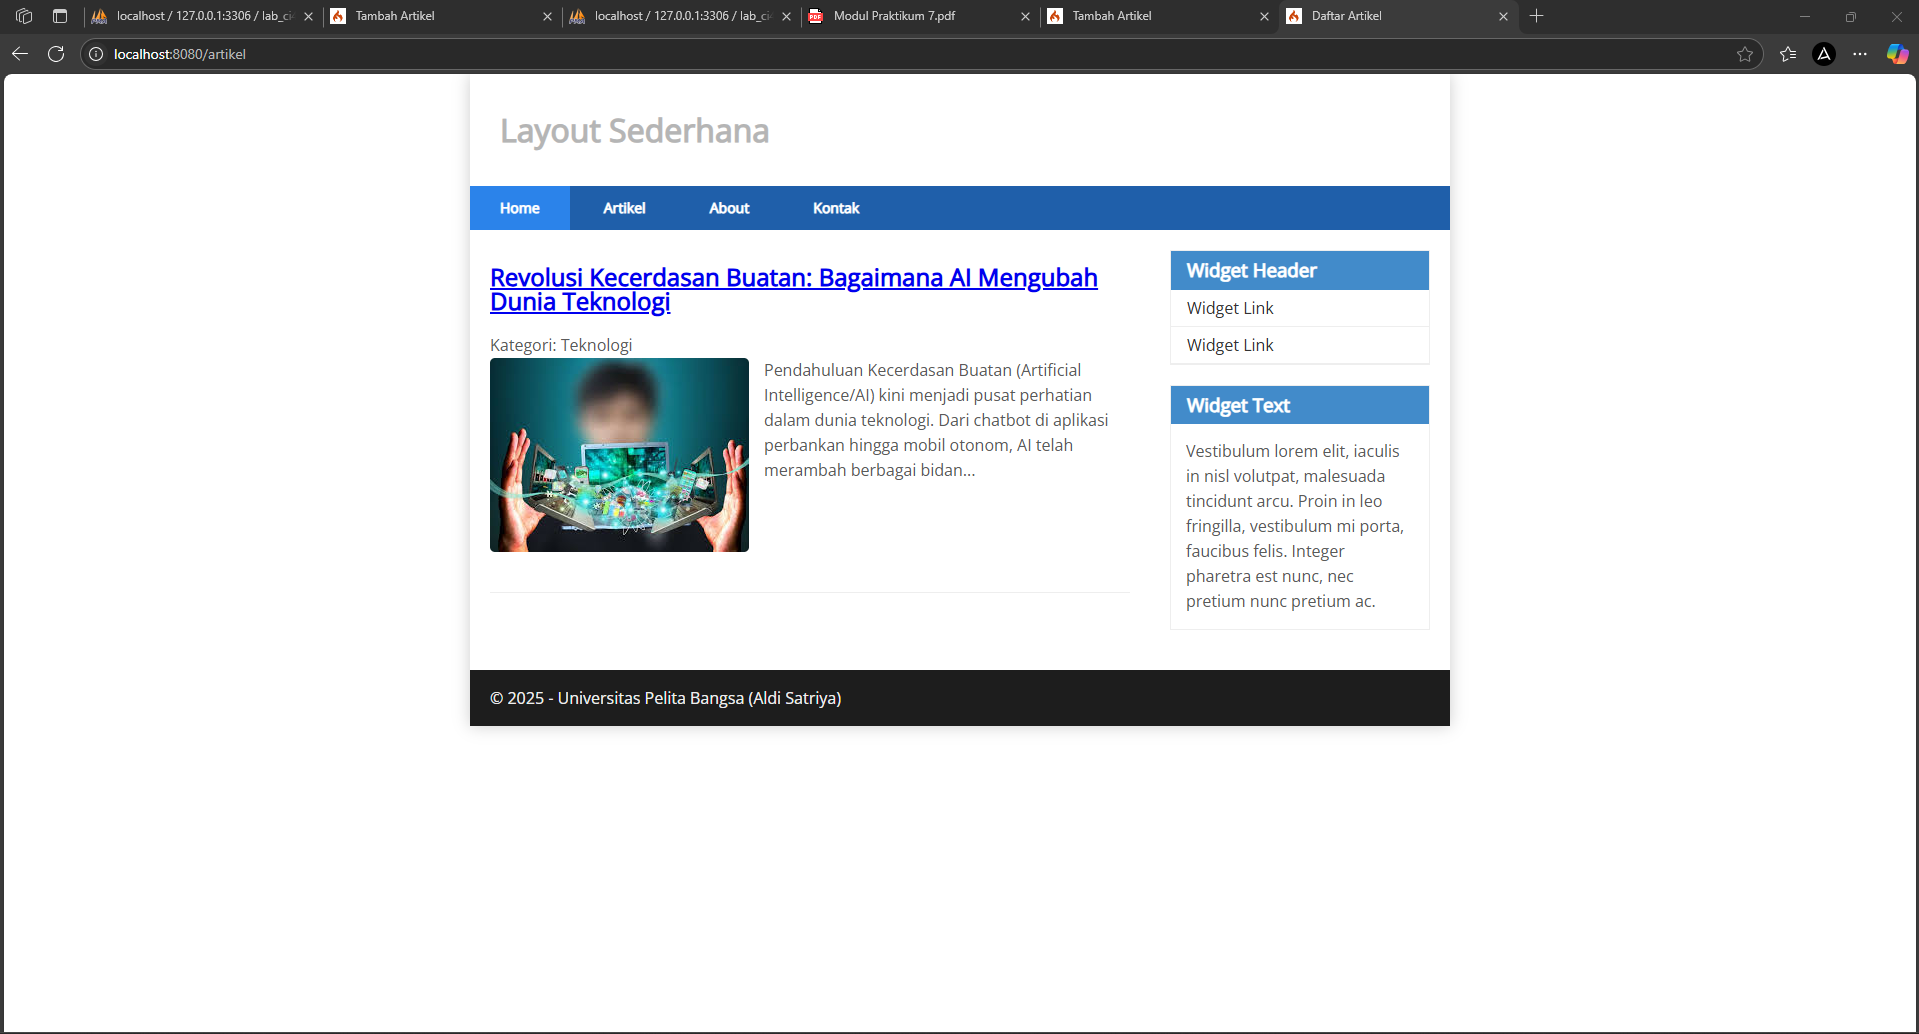 localhost / 127.0.0.1:3306 / lab_ci
Tambah Artikel
localhost / 127.0.0.1:3306 / lab_ci
Modul Praktikum 7.pdf
Tambah Artikel
Daftar Artikel
localhost:8080/artikel
Layout Sederhana
Home
Artikel
About
Kontak
Revolusi Kecerdasan Buatan: Bagaimana AI Mengubah
Dunia Teknologi
Kategori: Teknologi
Pendahuluan Kecerdasan Buatan (Artificial
Intelligence/AI) kini menjadi pusat perhatian
dalam dunia teknologi. Dari chatbot di aplikasi
perbankan hingga mobil otonom, AI telah
merambah berbagai bidan...
Widget Header
Widget Link
Widget Link
Widget Text
Vestibulum lorem elit, iaculis
in nisl volutpat, malesuada
tincidunt arcu. Proin in leo
fringilla, vestibulum mi porta,
faucibus felis. Integer
pharetra est nunc, nec
pretium nunc pretium ac.
© 2025 - Universitas Pelita Bangsa (Aldi Satriya)